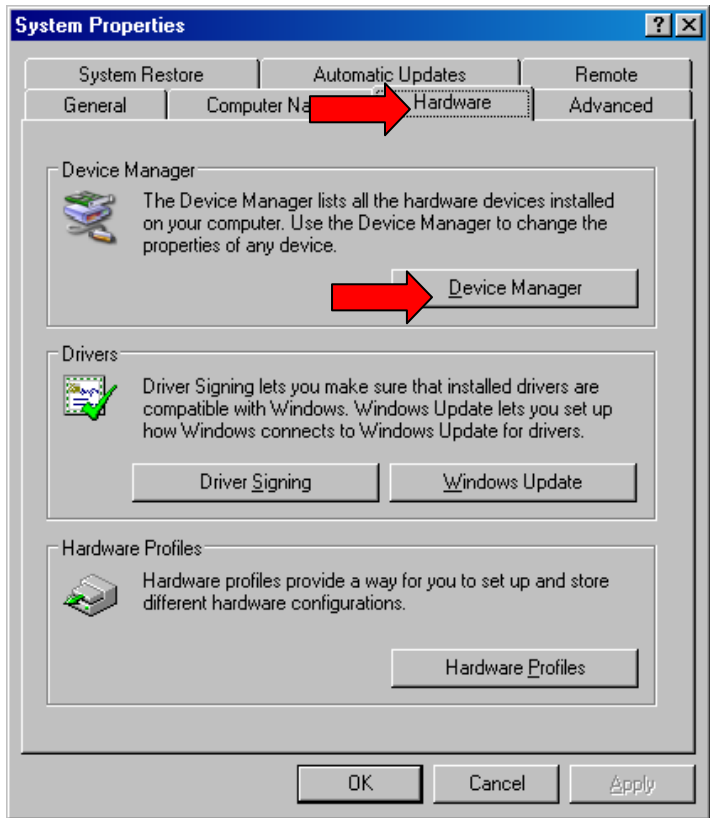 System Properties
System Restore Automatic Updates Remote
General Computer Hardware Advanced
Device Manager
The Device Manager lists all the hardware devices installed
on your computer. Use the Device Manager to change the
properties of any device.
Device Manager
Drivers
Driver Signing lets you make sure that installed drivers are
compatible with Windows. Windows Update lets you set up
how Windows connects to Windows Update for drivers.
Driver Signing Windows Update
Hardware Profiles
Hardware profiles provide a way for you to set up and store
different hardware configurations.
Hardware Profiles
OK Cancel Apply